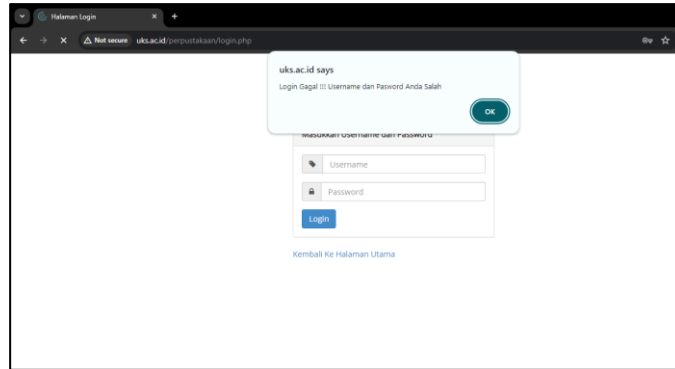 Halaman Login
Not secure uks.ac.id/perpustakaan/login.php
uks.ac.id says
Login Gagal !!! Username dan Pasword Anda Salah
OK
Masukkan Username dan Password
Username
Password
Login
Kembali Ke Halaman Utama